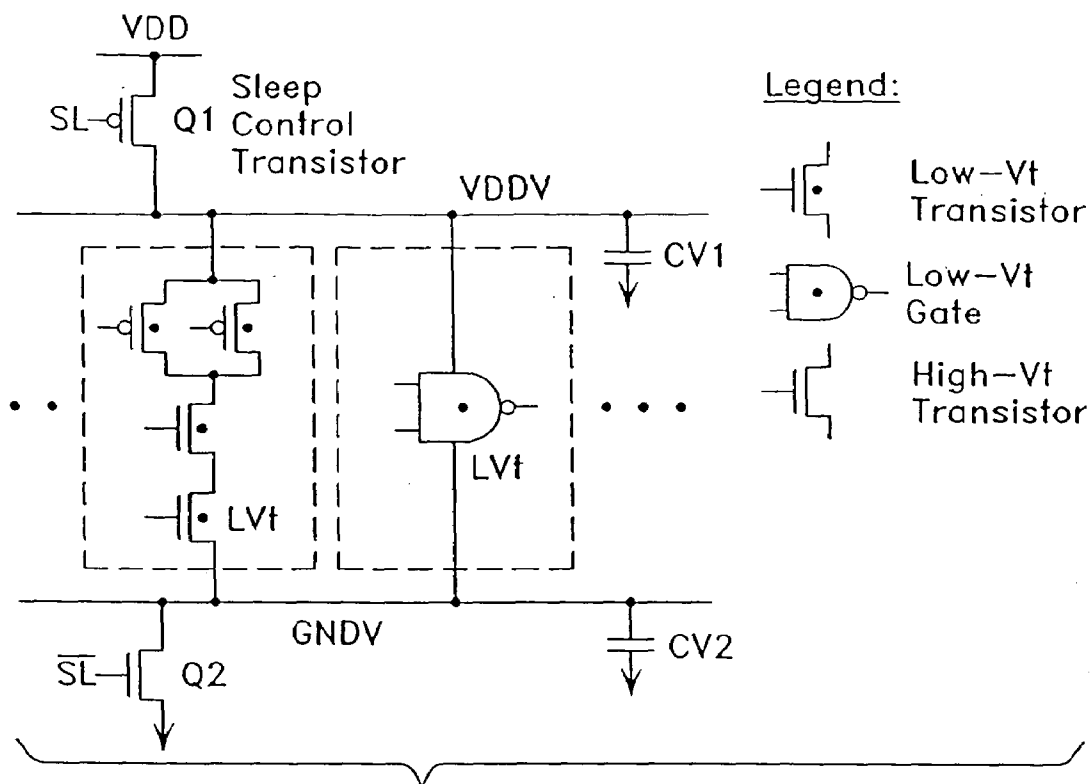 VDD
SL
Q1
Sleep
Control
Transistor
VDDV
CV1
LVt
LVt
GNDV
CV2
S̅L̅
Q2
Legend:
Low-Vt
Transistor
Low-Vt
Gate
High-Vt
Transistor